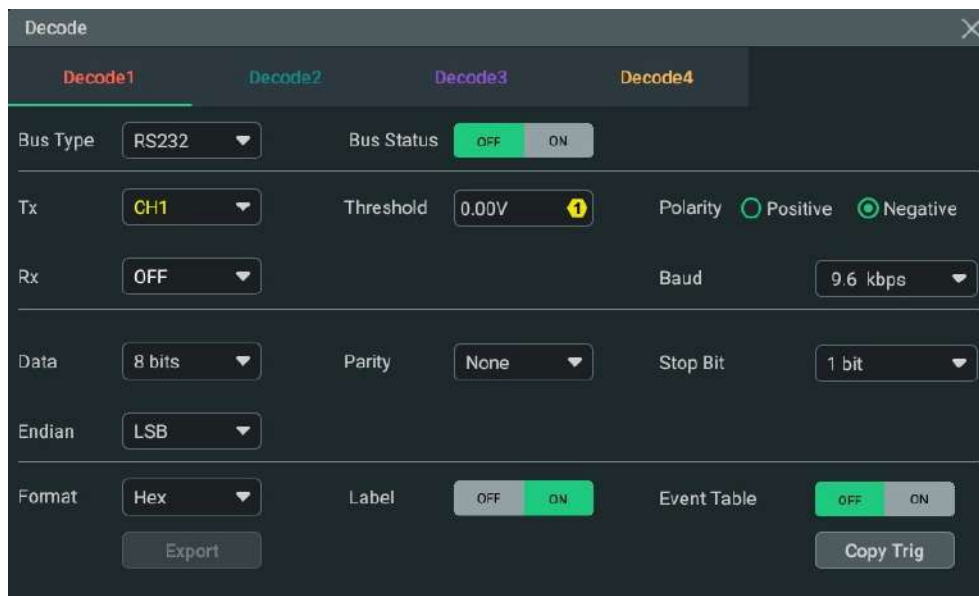 Decode
Decode1 Decode2 Decode3 Decode4
Bus Type RS232 Bus Status OFF ON
Tx CH1 Threshold 0.00V 1 Polarity Positive Negative
Rx OFF Baud 9.6 kbps
Data 8 bits Parity None Stop Bit 1 bit
Endian LSB
Format Hex Label OFF ON Event Table OFF ON
Export Copy Trig